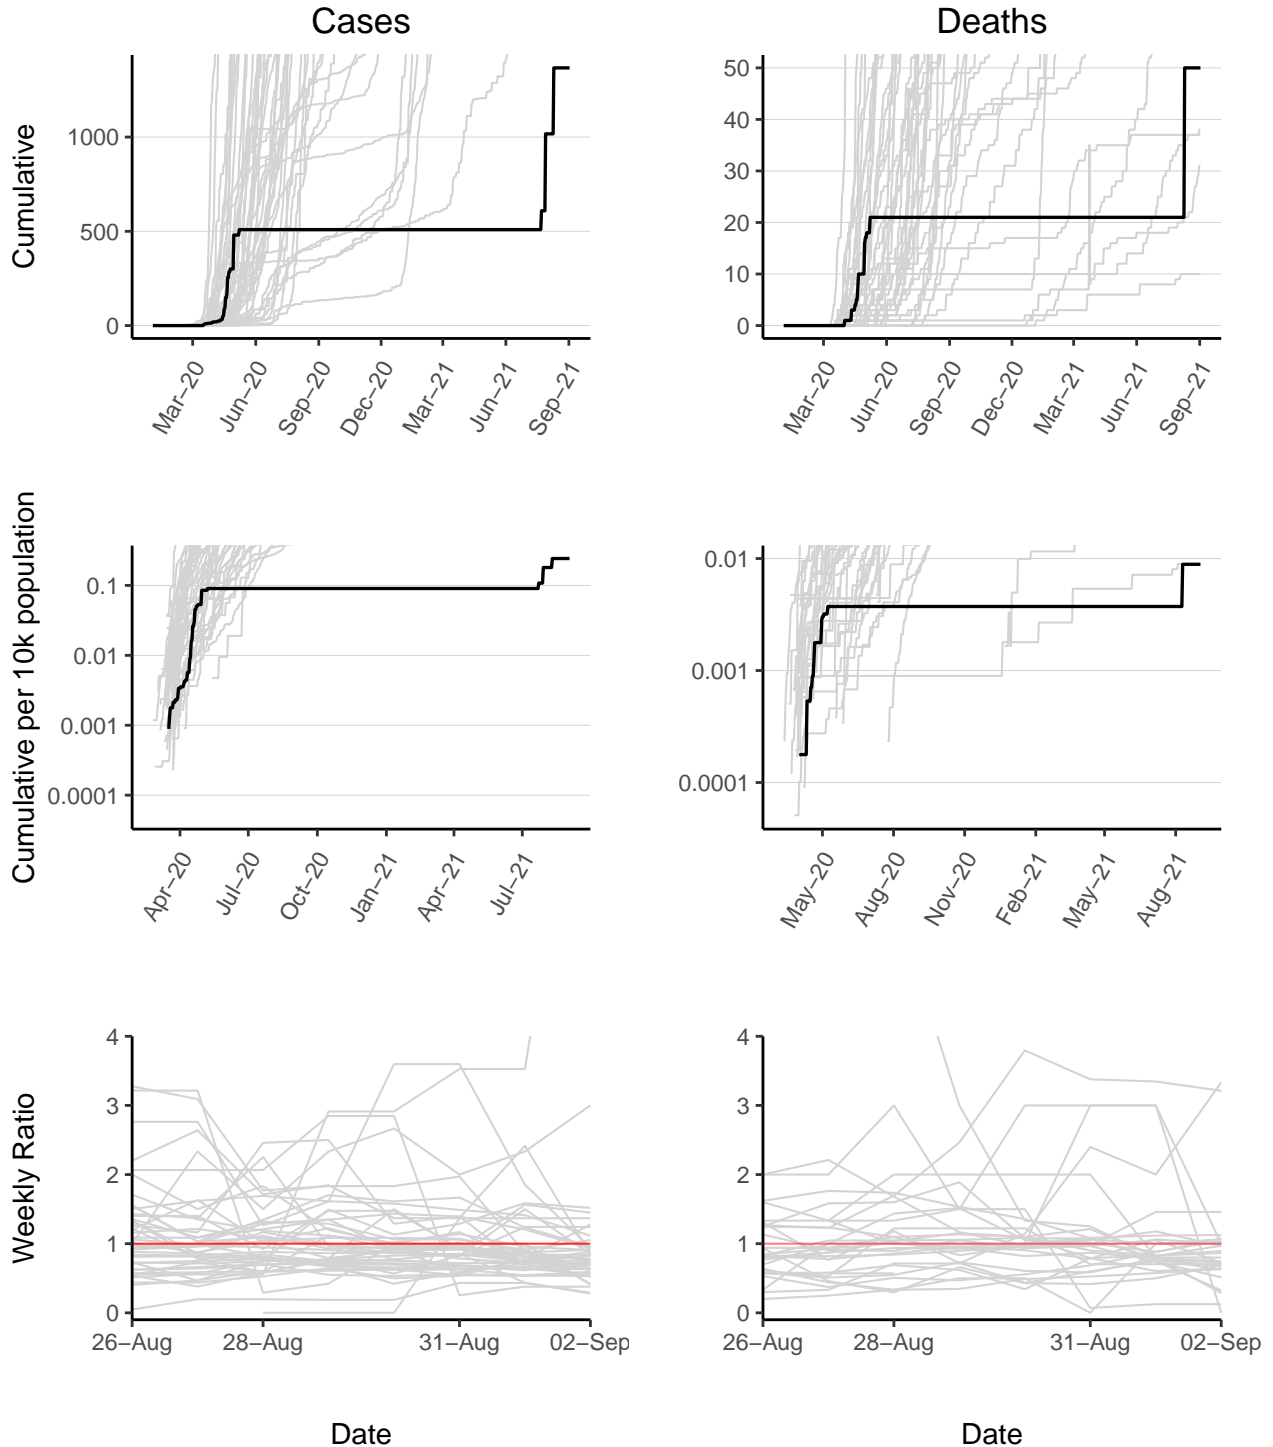 Cases
Deaths
Cumulative
1000
500
0
Mar–20
Jun–20
Sep–20
Dec–20
Mar–21
Jun–21
Sep–21
50
40
30
20
10
0
Mar–20
Jun–20
Sep–20
Dec–20
Mar–21
Jun–21
Sep–21
Cumulative per 10k population
0.1
0.01
0.001
0.0001
Apr–20
Jul–20
Oct–20
Jan–21
Apr–21
Jul–21
0.01
0.001
0.0001
May–20
Aug–20
Nov–20
Feb–21
May–21
Aug–21
Weekly Ratio
4
3
2
1
0
26–Aug
28–Aug
31–Aug
02–Sep
4
3
2
1
0
26–Aug
28–Aug
31–Aug
02–Sep
Date
Date